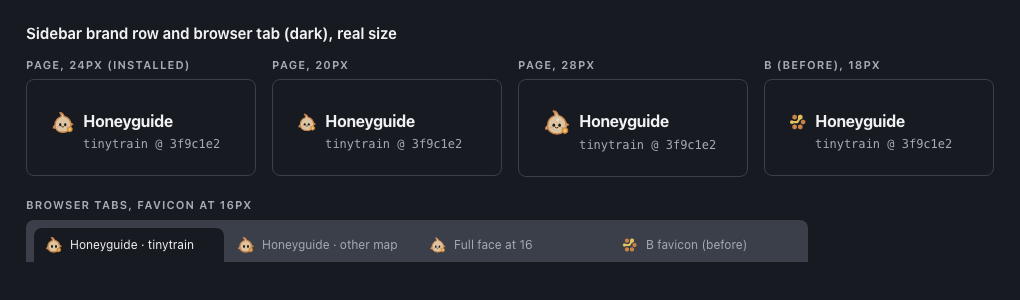 Sidebar brand row and browser tab (dark), real size
PAGE, 24PX (INSTALLED)
PAGE, 20PX
PAGE, 28PX
B (BEFORE), 18PX
Honeyguide
tinytrain @ 3f9c1e2
Honeyguide
tinytrain @ 3f9c1e2
Honeyguide
tinytrain @ 3f9c1e2
Honeyguide
tinytrain @ 3f9c1e2
BROWSER TABS, FAVICON AT 16PX
Honeyguide · tinytrain
Honeyguide · other map
Full face at 16
B favicon (before)